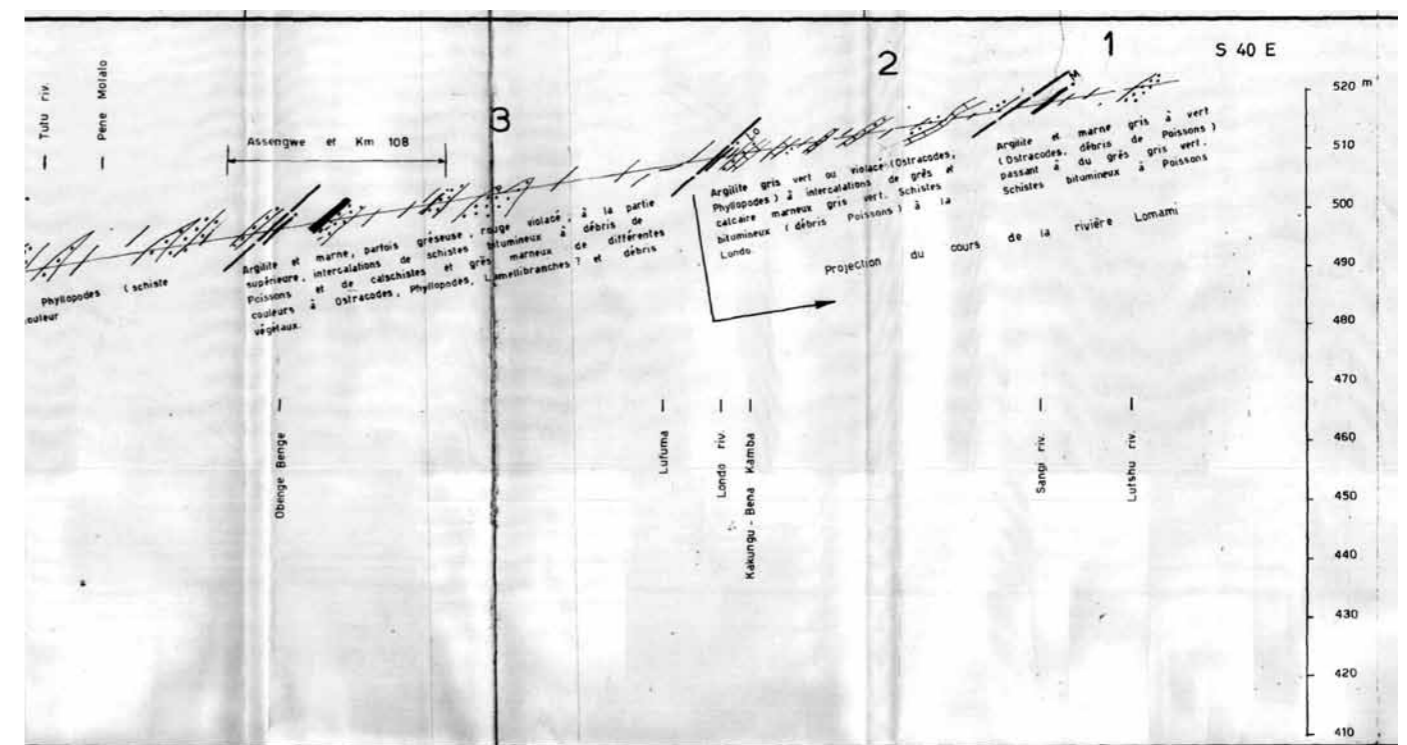 1
S 40 E
2
3
Tutu riv.
Pene Molalo
Assengwe et Km 108
Lo
M
Phyllopodes (schiste
couleur
Argilite et marne, parfois gréseuse, rouge violacé, à la partie
supérieure, intercalations de schistes bitumineux à débris de
Poissons et de calschistes et grès marneux de différentes
couleurs à Ostracodes, Phyllopodes, Lamellibranches ? et débris
végétaux.
Argilite gris vert ou violacé (Ostracodes,
Phyllopodes) à intercalations de grès et
calcaire marneux gris vert. Schistes
bitumineux (débris Poissons) à la
Londo.
Argilite et marne gris à vert
(Ostracodes, débris de Poissons)
passant à du grès gris vert.
Schistes bitumineux à Poissons
Projection du cours de la rivière Lomami
Obenge Benge
Lufuma
Londo riv.
Kakungu - Bena Kamba
Sangi riv.
Lutshu riv.
520 m
510
500
490
480
470
460
450
440
430
420
410